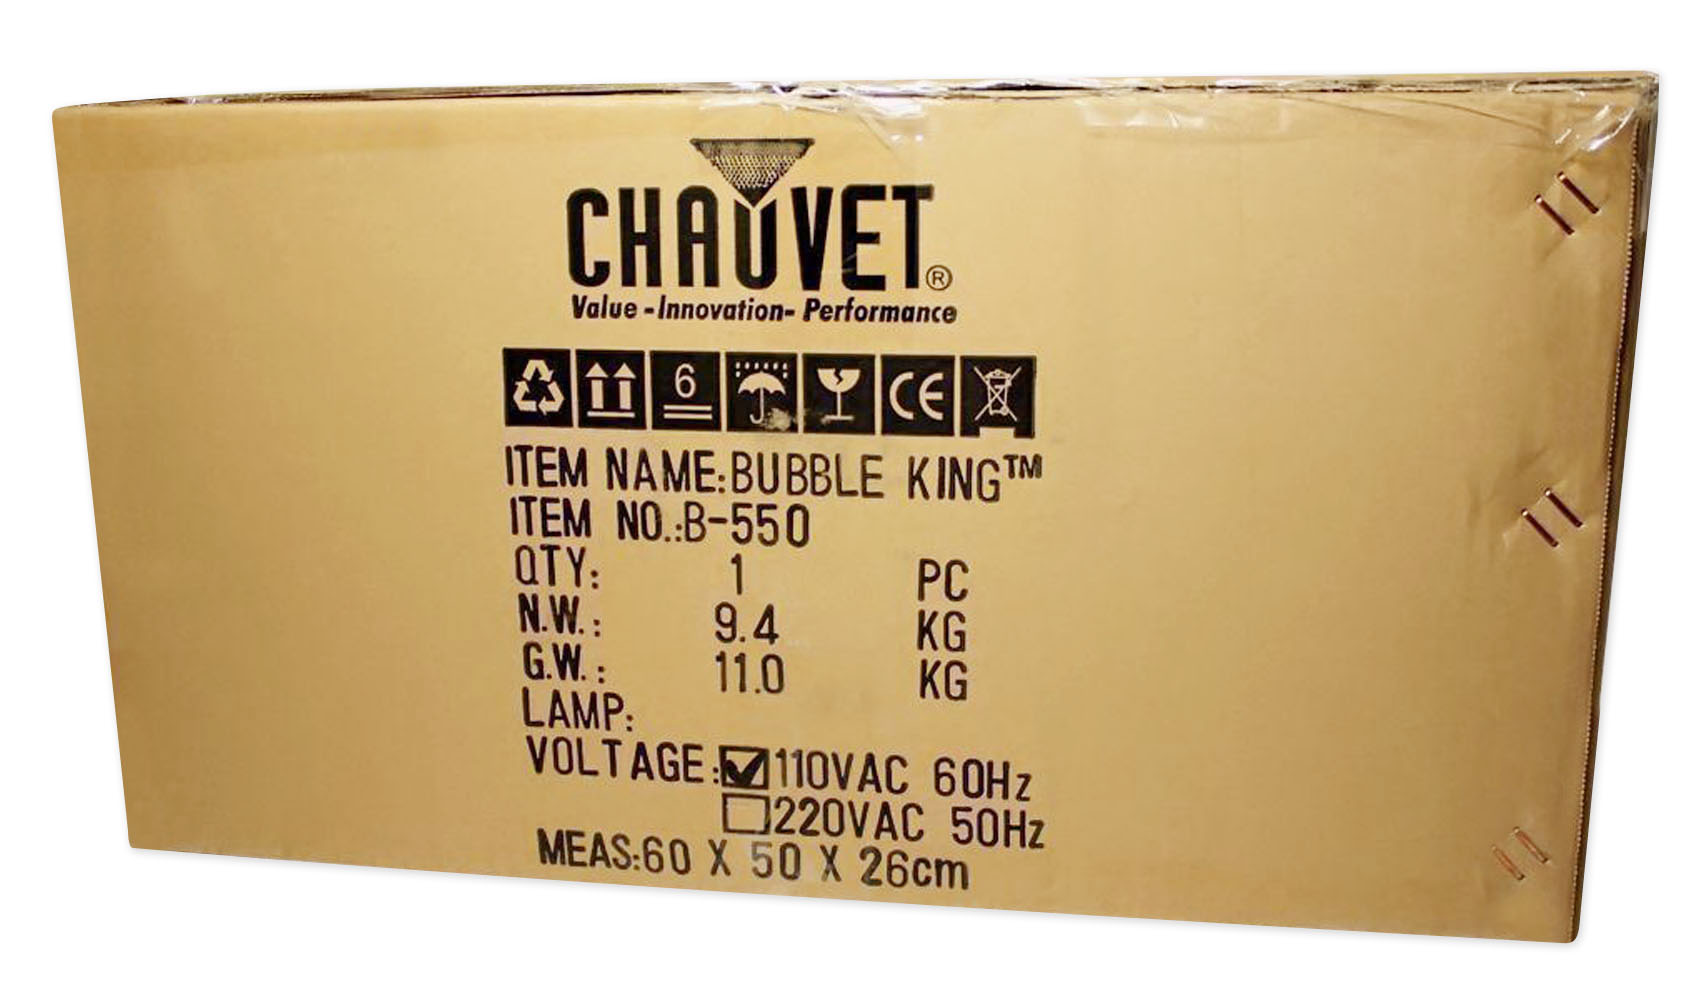 CHAUVET®
Value -Innovation- Performance
6 CE
ITEM NAME:BUBBLE KING™
ITEM NO.:B-550
QTY: 1 PC
N.W.: 9.4 KG
G.W.: 11.0 KG
LAMP:
VOLTAGE:110VAC 60Hz
220VAC 50Hz
MEAS:60 X 50 X 26cm